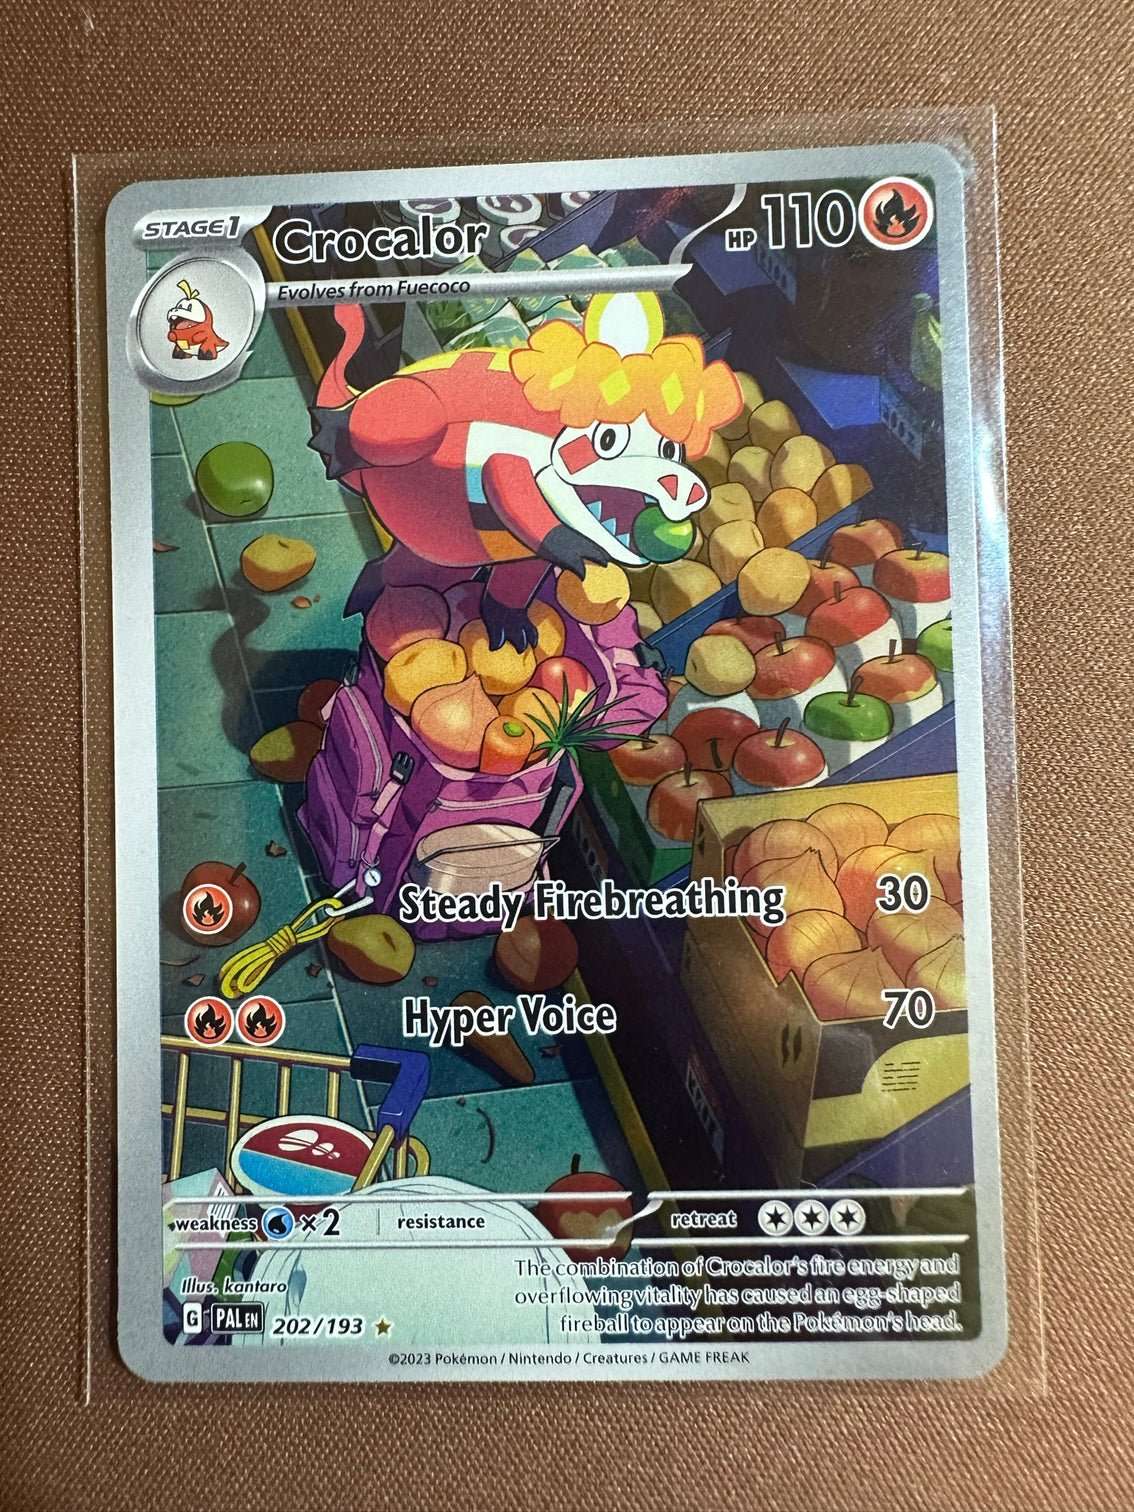 STAGE1
Crocalor
HP 110
Evolves from Fuecoco
Steady Firebreathing 30
Hyper Voice 70
weakness ×2 resistance retreat
Illus. kantaro
The combination of Crocalor's fire energy and
overflowing vitality has caused an egg-shaped
fireball to appear on the Pokémon's head.
G PAL EN 202/193
©2023 Pokémon / Nintendo / Creatures / GAME FREAK